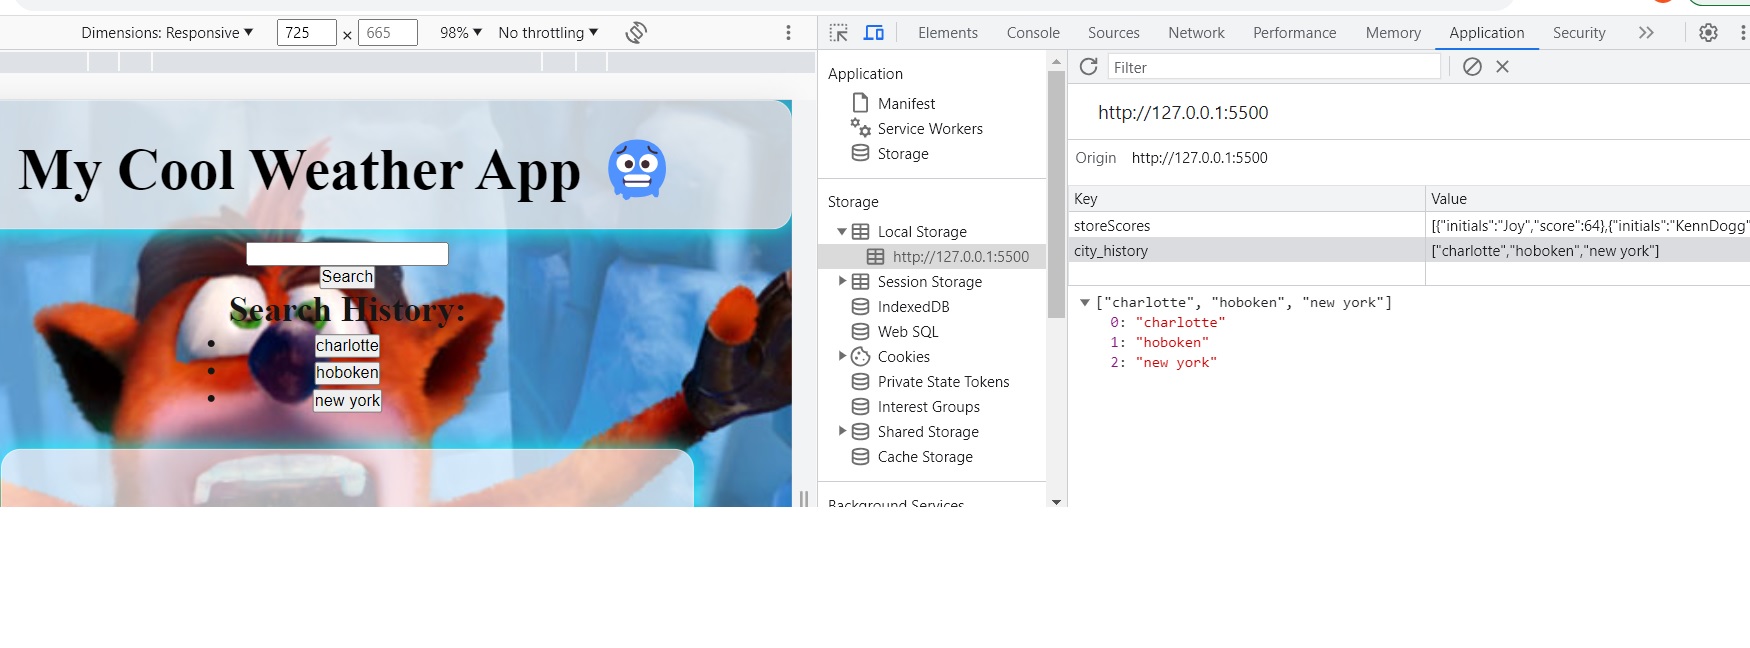 Dimensions: Responsive ▼ 725 × 665 98% ▼ No throttling ▼
My Cool Weather App
Search
Search History:
• charlotte
• hoboken
• new york
Elements Console Sources Network Performance Memory Application Security
Application
Manifest
Service Workers
Storage
Storage
Local Storage
http://127.0.0.1:5500
Session Storage
IndexedDB
Web SQL
Cookies
Private State Tokens
Interest Groups
Shared Storage
Cache Storage
Background Services
Filter
http://127.0.0.1:5500
Origin http://127.0.0.1:5500
Key Value
storeScores [{"initials":"Joy","score":64},{"initials":"KennDogg"
city_history ["charlotte","hoboken","new york"]
▼ ["charlotte", "hoboken", "new york"]
0: "charlotte"
1: "hoboken"
2: "new york"